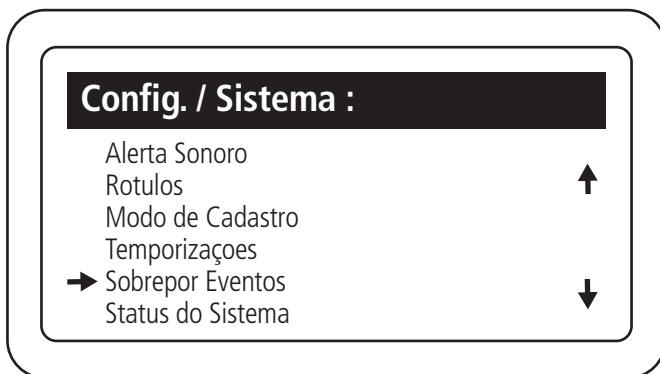 Config. / Sistema :
Alerta Sonoro
Rotulos
Modo de Cadastro
Temporizaçoes
Sobrepor Eventos
Status do Sistema